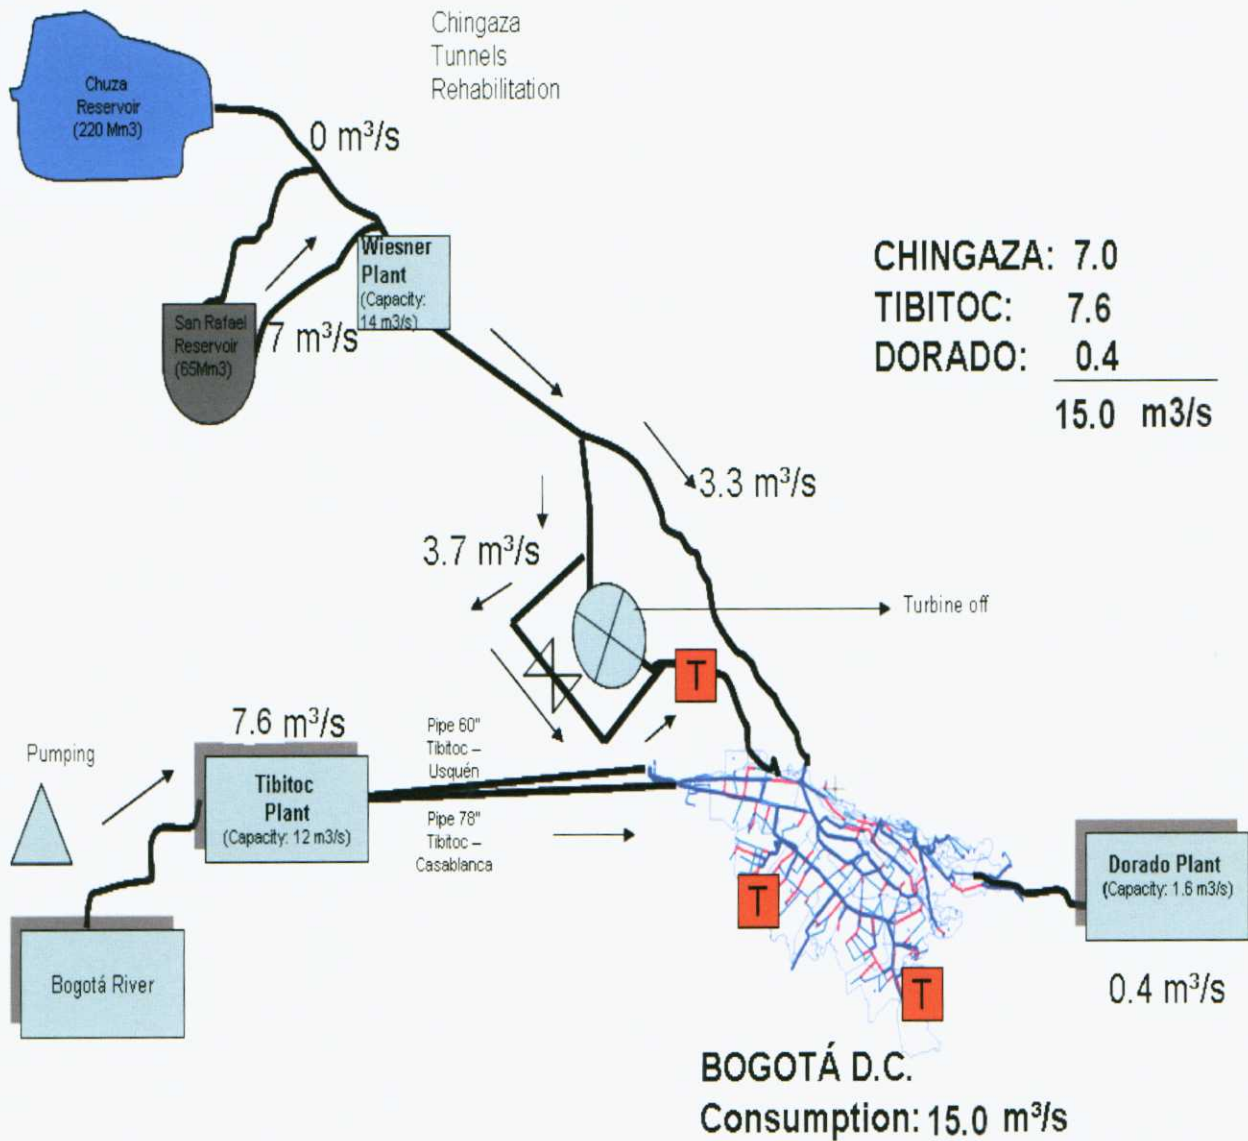 Chingaza
Tunnels
Rehabilitation
Chuza
Reservoir
(220 Mm3)
0 m³/s
Wiesner
Plant
(Capacity:
14 m3/s)
San Rafael
Reservoir
(65Mm3)
7 m³/s
CHINGAZA: 7.0
TIBITOC: 7.6
DORADO: 0.4
15.0 m3/s
3.3 m³/s
3.7 m³/s
Turbine off
T
7.6 m³/s
Pumping
Pipe 60"
Tibitoc –
Usquén
Tibitoc
Plant
(Capacity: 12 m3/s)
Pipe 78"
Tibitoc –
Casablanca
Dorado Plant
(Capacity: 1.6 m3/s)
T
T
Bogotá River
0.4 m³/s
BOGOTÁ D.C.
Consumption: 15.0 m³/s